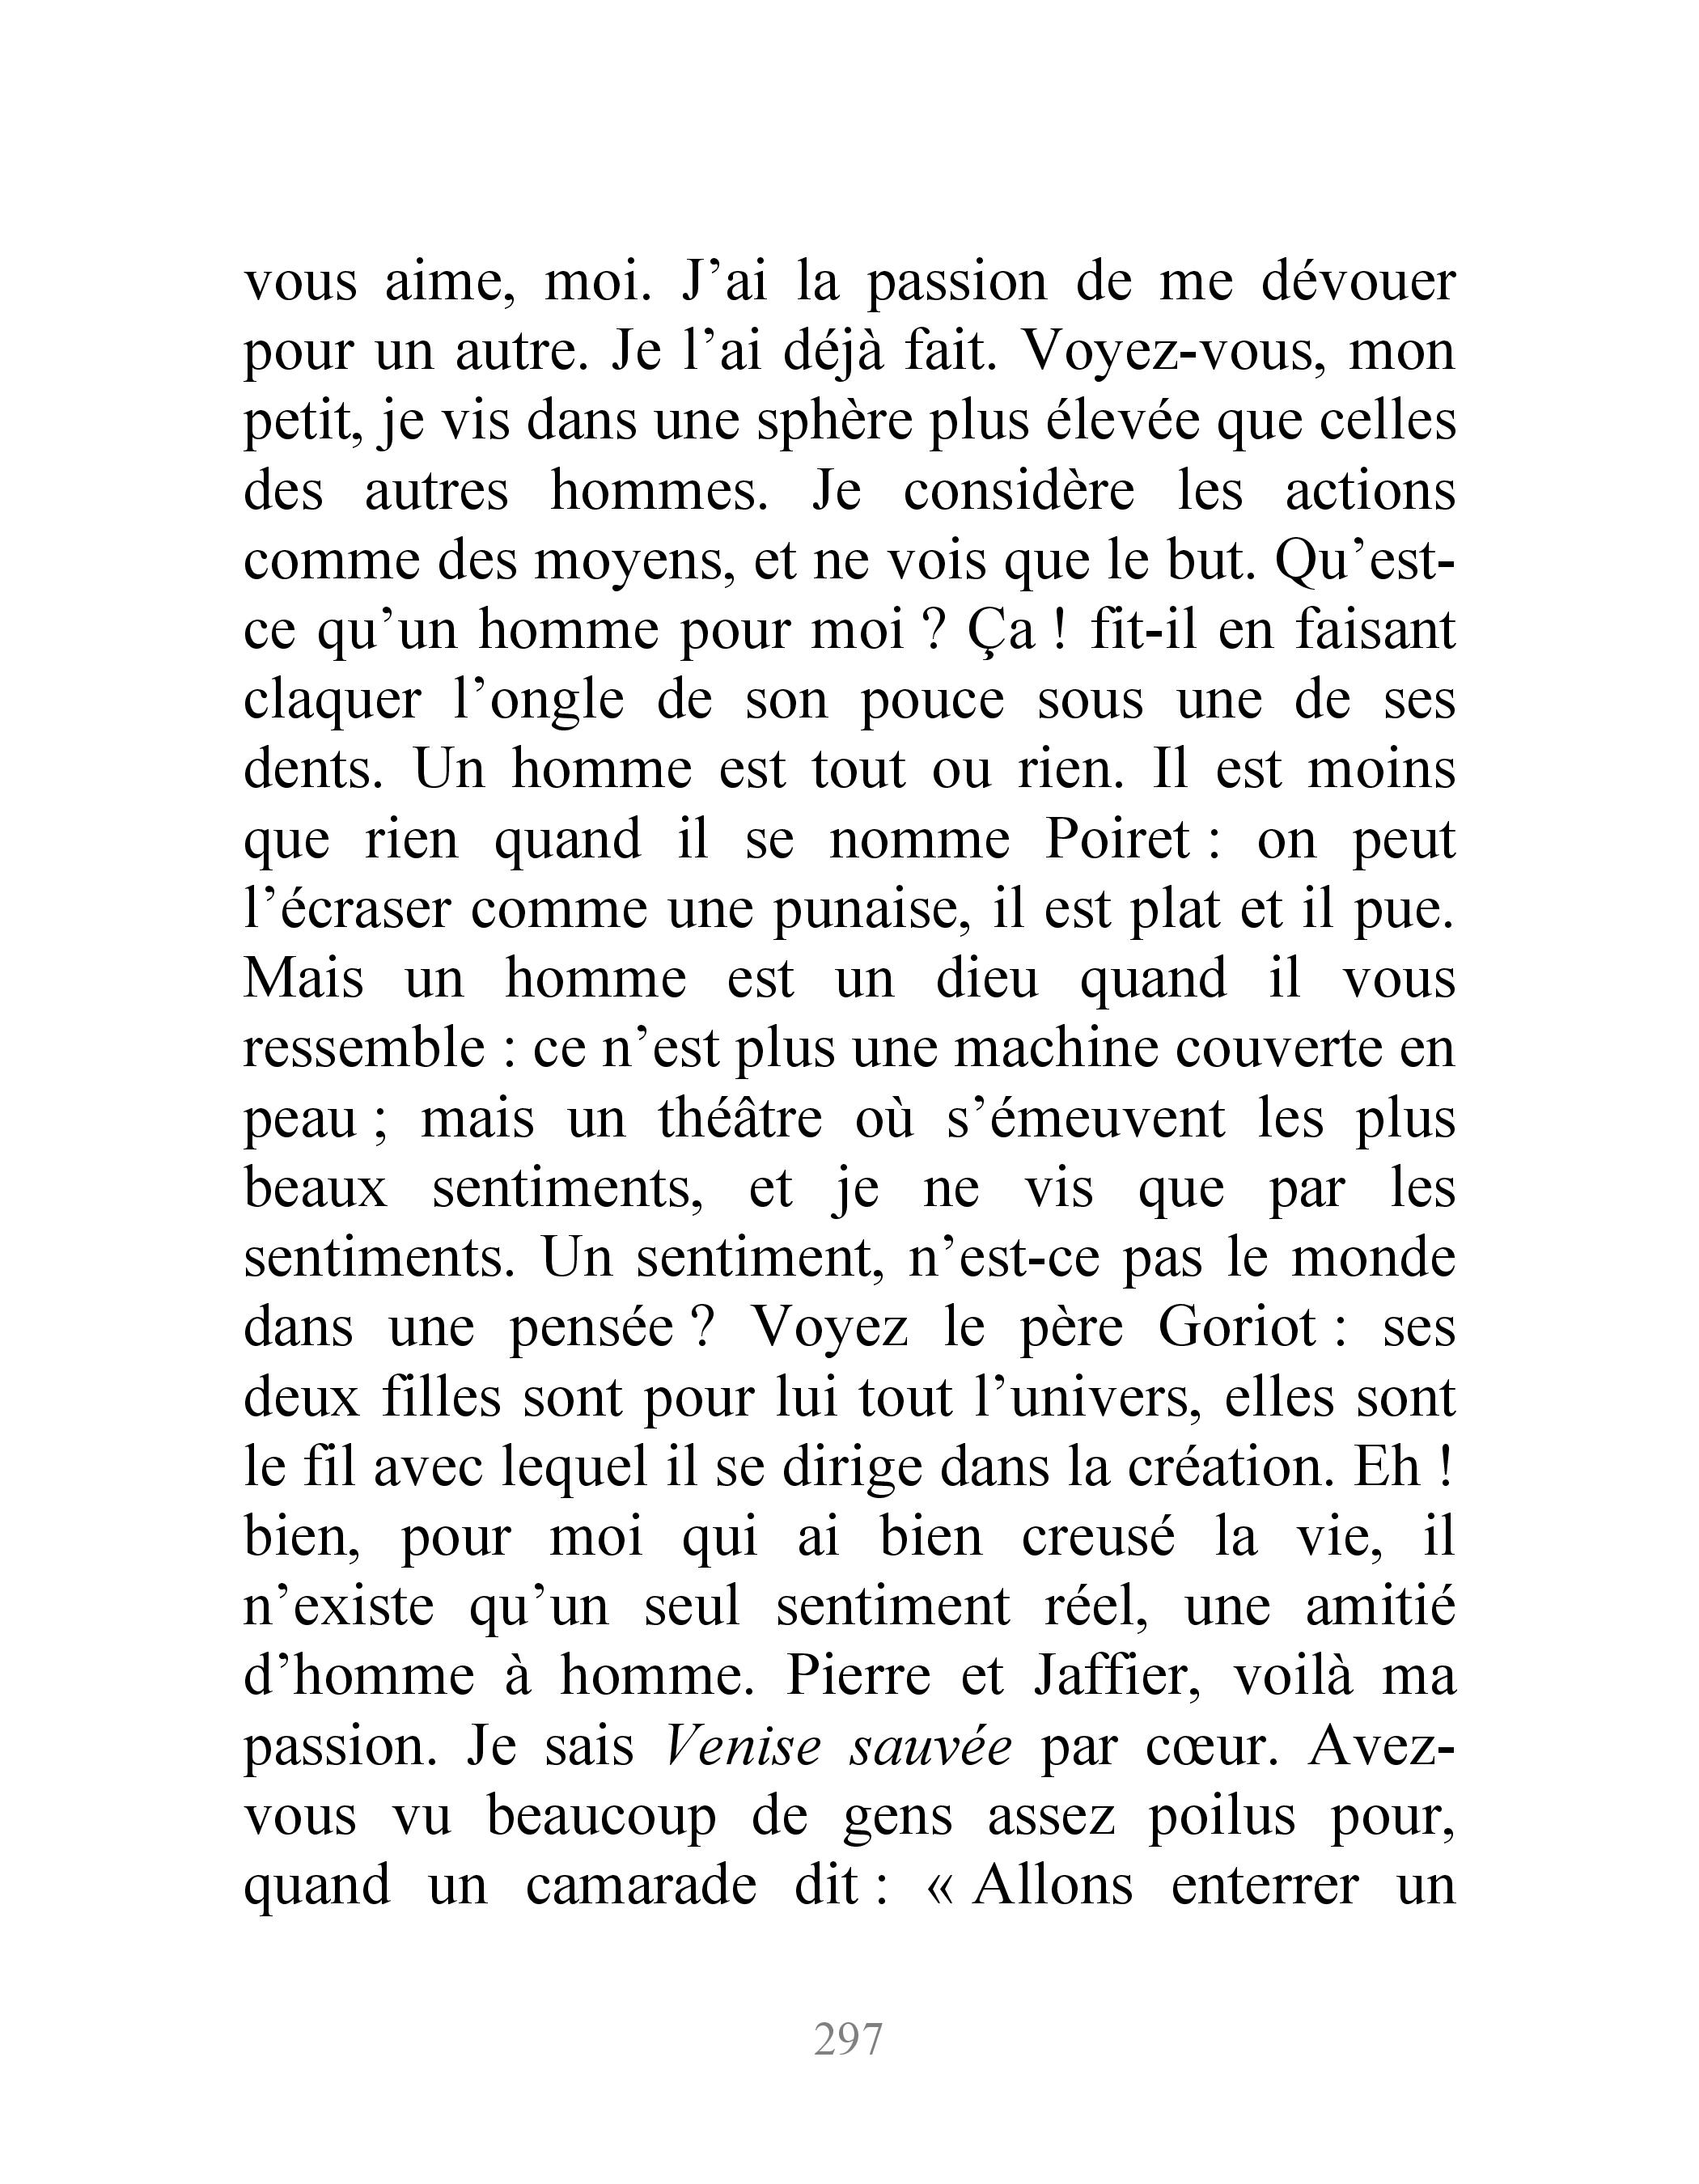 vous aime, moi. J’ai la passion de me dévouer
pour un autre. Je l’ai déjà fait. Voyez-vous, mon
petit, je vis dans une sphère plus élevée que celles
des autres hommes. Je considère les actions
comme des moyens, et ne vois que le but. Qu’est-
ce qu’un homme pour moi ? Ça ! fit-il en faisant
claquer l’ongle de son pouce sous une de ses
dents. Un homme est tout ou rien. Il est moins
que rien quand il se nomme Poiret : on peut
l’écraser comme une punaise, il est plat et il pue.
Mais un homme est un dieu quand il vous
ressemble : ce n’est plus une machine couverte en
peau ; mais un théâtre où s’émeuvent les plus
beaux sentiments, et je ne vis que par les
sentiments. Un sentiment, n’est-ce pas le monde
dans une pensée ? Voyez le père Goriot : ses
deux filles sont pour lui tout l’univers, elles sont
le fil avec lequel il se dirige dans la création. Eh !
bien, pour moi qui ai bien creusé la vie, il
n’existe qu’un seul sentiment réel, une amitié
d’homme à homme. Pierre et Jaffier, voilà ma
passion. Je sais Venise sauvée par cœur. Avez-
vous vu beaucoup de gens assez poilus pour,
quand un camarade dit : « Allons enterrer un
297